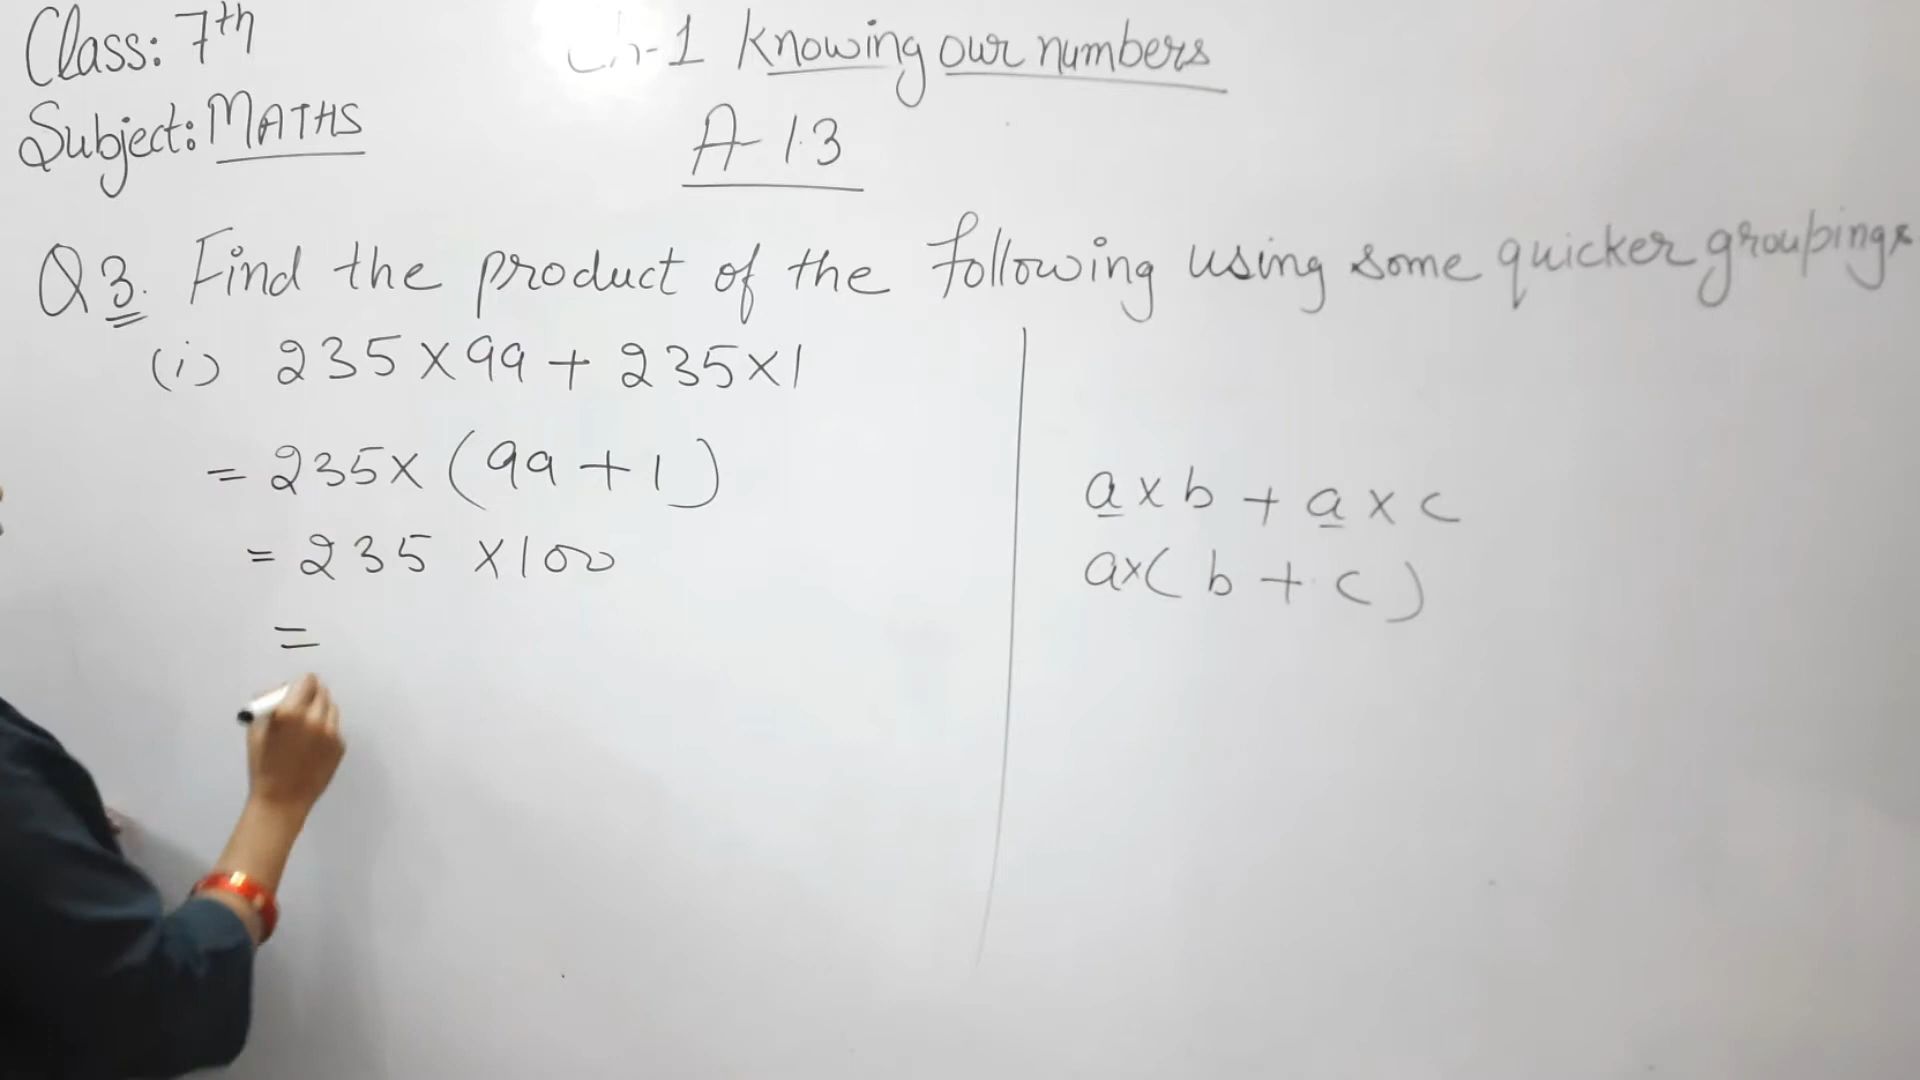 Class: 7th
Subject: MATHS
Ch-1 Knowing our numbers
A-1.3
Q3. Find the product of the following using some quicker groupings
(i) 235×99 + 235×1
= 235×(99+1)
= 235 ×100
=
a×b + a×c
a×(b+c)